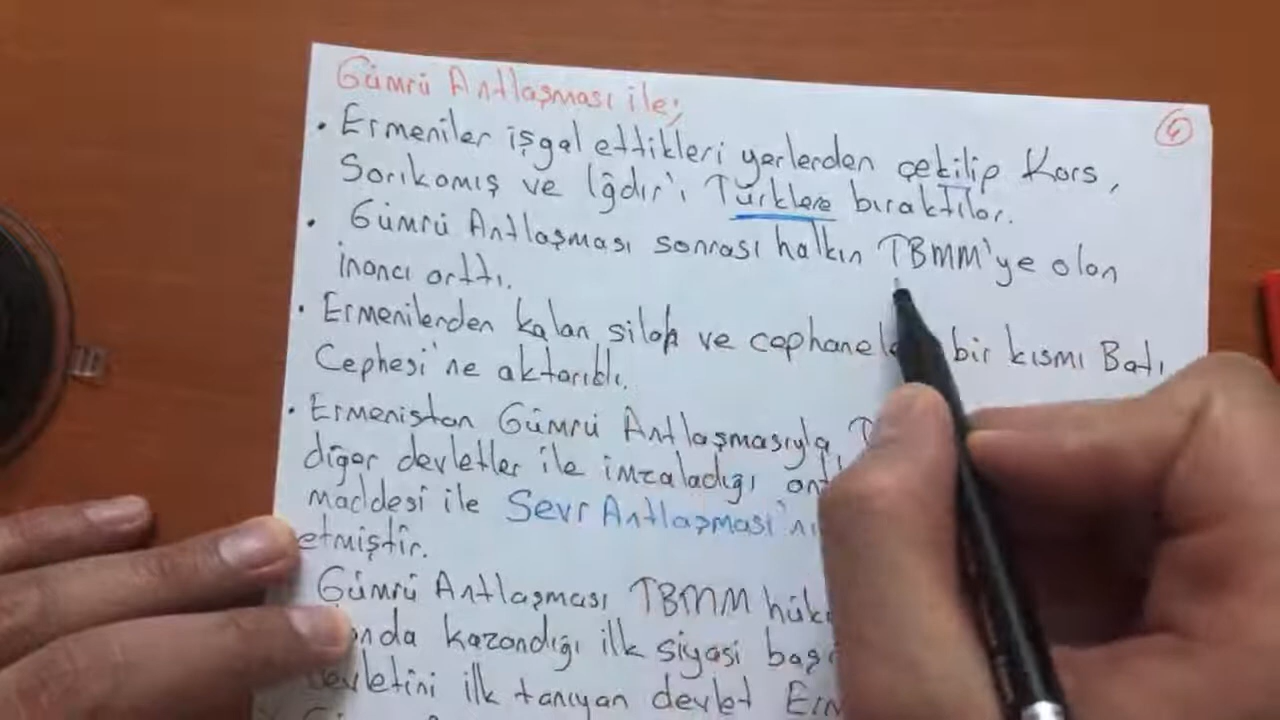 Gümrü Antlaşması ile;
6
• Ermeniler işgal ettikleri yerlerden çekilip Kars,
Sarıkamış ve Iğdır'ı Türklere bıraktılar.
• Gümrü Antlaşması sonrası halkın TBMM'ye olan
inancı arttı.
• Ermenilerden kalan silah ve cephanele bir kısmı Batı
Cephesi'ne aktarıldı.
• Ermenistan Gümrü Antlaşmasıyla
diğer devletler ile imzaladığı
maddesi ile Sevr Antlaşması'nı
etmiştir.
Gümrü Antlaşması TBMM
kazandığı ilk siyasi
ilk tanıyan devlet